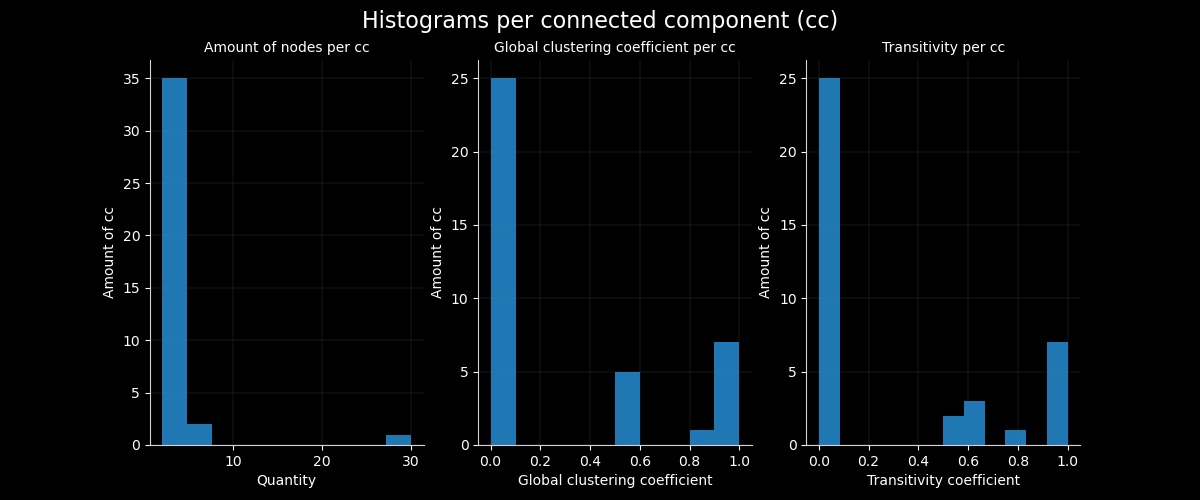 Histograms per connected component (cc)
Amount of nodes per cc
Amount of cc
35
30
25
20
15
10
5
0
10 20 30
Quantity
Global clustering coefficient per cc
Amount of cc
25
20
15
10
5
0
0.0 0.2 0.4 0.6 0.8 1.0
Global clustering coefficient
Transitivity per cc
Amount of cc
25
20
15
10
5
0
0.0 0.2 0.4 0.6 0.8 1.0
Transitivity coefficient